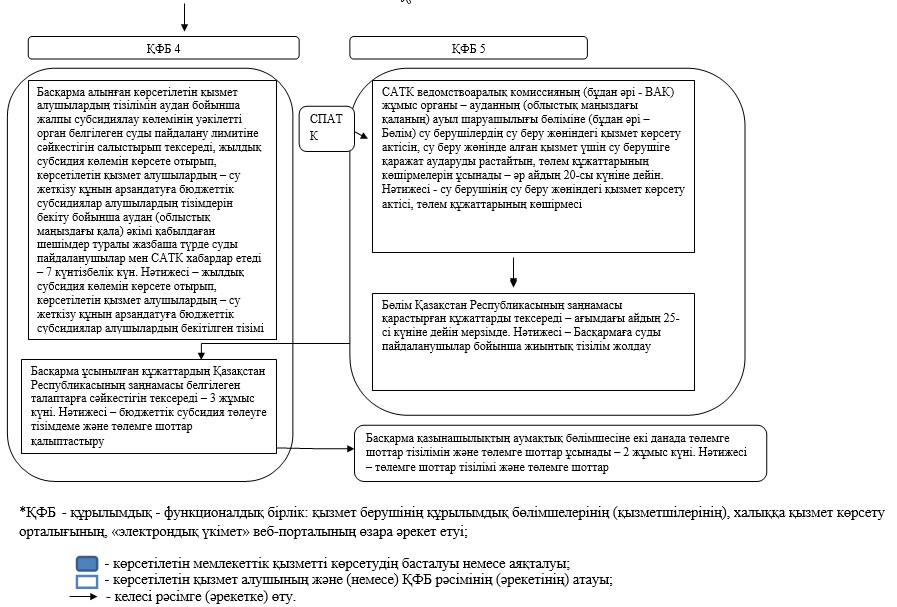 ҚФБ 4
ҚФБ 5
Басқарма алынған көрсетілетін қызмет
алушылардың тізілімін аудан бойынша
жалпы субсидиялау көлемінің уәкілетті
орган белгілеген суды пайдалану лимитіне
сәйкестігін салыстырып тексереді, жылдық
субсидия көлемін көрсете отырып,
көрсетілетін қызмет алушылардың – су
жеткізу құнын арзандатуға бюджеттік
субсидиялар алушылардың тізімдерін
бекіту бойынша аудан (облыстық
маңыздағы қала) әкімі қабылдаған
шешімдер туралы жазбаша түрде суды
пайдаланушылар мен САТК хабардар етеді
– 7 күнтізбелік күн. Нәтижесі – жылдық
субсидия көлемін көрсете отырып,
көрсетілетін қызмет алушылардың – су
жеткізу құнын арзандатуға бюджеттік
субсидиялар алушылардың бекітілген тізімі
СПАТ
К
САТК ведомствоаралық комиссияның (бұдан әрі - ВАК)
жұмыс органы – ауданның (облыстық маңыздағы
қаланың) ауыл шаруашылығы бөліміне (бұдан әрі –
Бөлім) су берушілердің су беру жөніндегі қызмет көрсету
актісін, су беру жөнінде алған қызмет үшін су берушіге
қаражат аударуды растайтын, төлем құжаттарының
көшірмелерін ұсынады – әр айдың 20-сы күніне дейін.
Нәтижесі - су берушінің су беру жөніндегі қызмет көрсету
актісі, төлем құжаттарының көшірмесі
Бөлім Қазақстан Республикасының заңнамасы
қарастырған құжаттарды тексереді – ағымдағы айдың 25-
сі күніне дейін мерзімде. Нәтижесі – Басқармаға суды
пайдаланушылар бойынша жиынтық тізілім жолдау
Басқарма ұсынылған құжаттардың Қазақстан
Республикасының заңнамасы белгілеген
талаптарға сәйкестігін тексереді – 3 жұмыс
күні. Нәтижесі – бюджеттік субсидия төлеуге
тізімдеме және төлемге шоттар
қалыптастыру
Басқарма қазынашылықтың аумақтық бөлімшесіне екі данада төлемге
шоттар тізілімін және төлемге шоттар ұсынады – 2 жұмыс күні. Нәтижесі
– төлемге шоттар тізілімі және төлемге шоттар
*ҚФБ - құрылымдық - функционалдық бірлік: қызмет берушінің құрылымдық бөлімшелерінің (қызметшілерінің), халыққа қызмет көрсету
орталығының, «электрондық үкімет» веб-порталының өзара әрекет етуі;
- көрсетілетін мемлекеттік қызметті көрсетудің басталуы немесе аяқталуы;
- көрсетілетін қызмет алушының және (немесе) ҚФБ рәсімінің (әрекетінің) атауы;
- келесі рәсімге (әрекетке) өту.